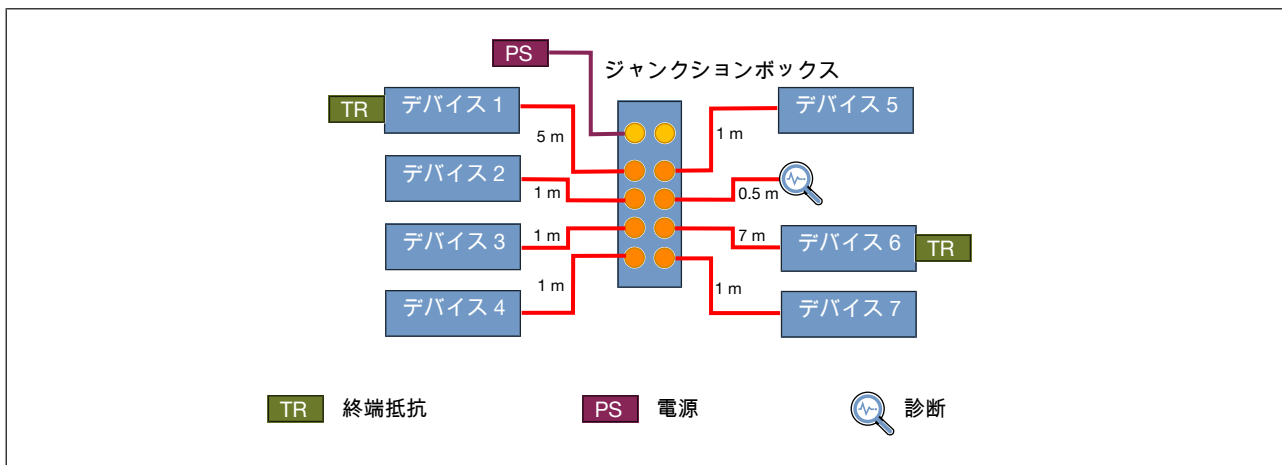 PS
ジャンクションボックス
TR デバイス 1
デバイス 5
5 m
1 m
デバイス 2
1 m
0.5 m
デバイス 3
1 m
7 m
デバイス 6 TR
デバイス 4
1 m
1 m
デバイス 7
TR 終端抵抗
PS 電源
診断